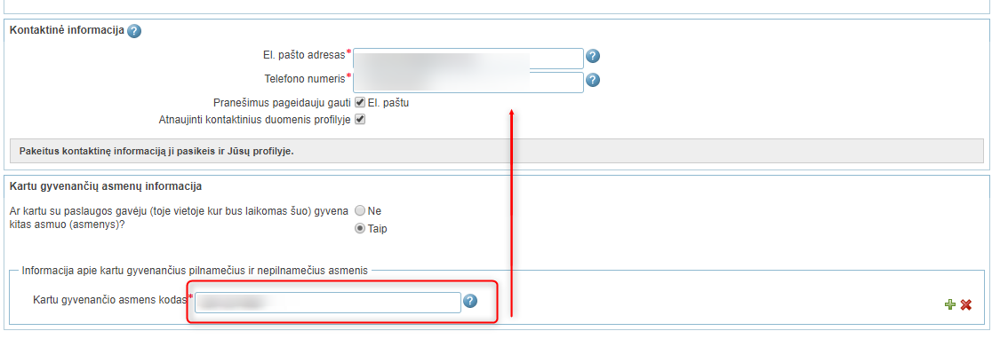 Kontaktinė informacija ?
El. pašto adresas* ?
Telefono numeris* ?
Pranešimus pageidauju gauti El. paštu
Atnaujinti kontaktinius duomenis profilyje
Pakeitus kontaktinę informaciją ji pasikeis ir Jūsų profilyje.
Kartu gyvenančių asmenų informacija
Ar kartu su paslaugos gavėju (toje vietoje kur bus laikomas šuo) gyvena
kitas asmuo (asmenys)?
Ne
Taip
Informacija apie kartu gyvenančius pilnamečius ir nepilnamečius asmenis
Kartu gyvenančio asmens kodas* ?